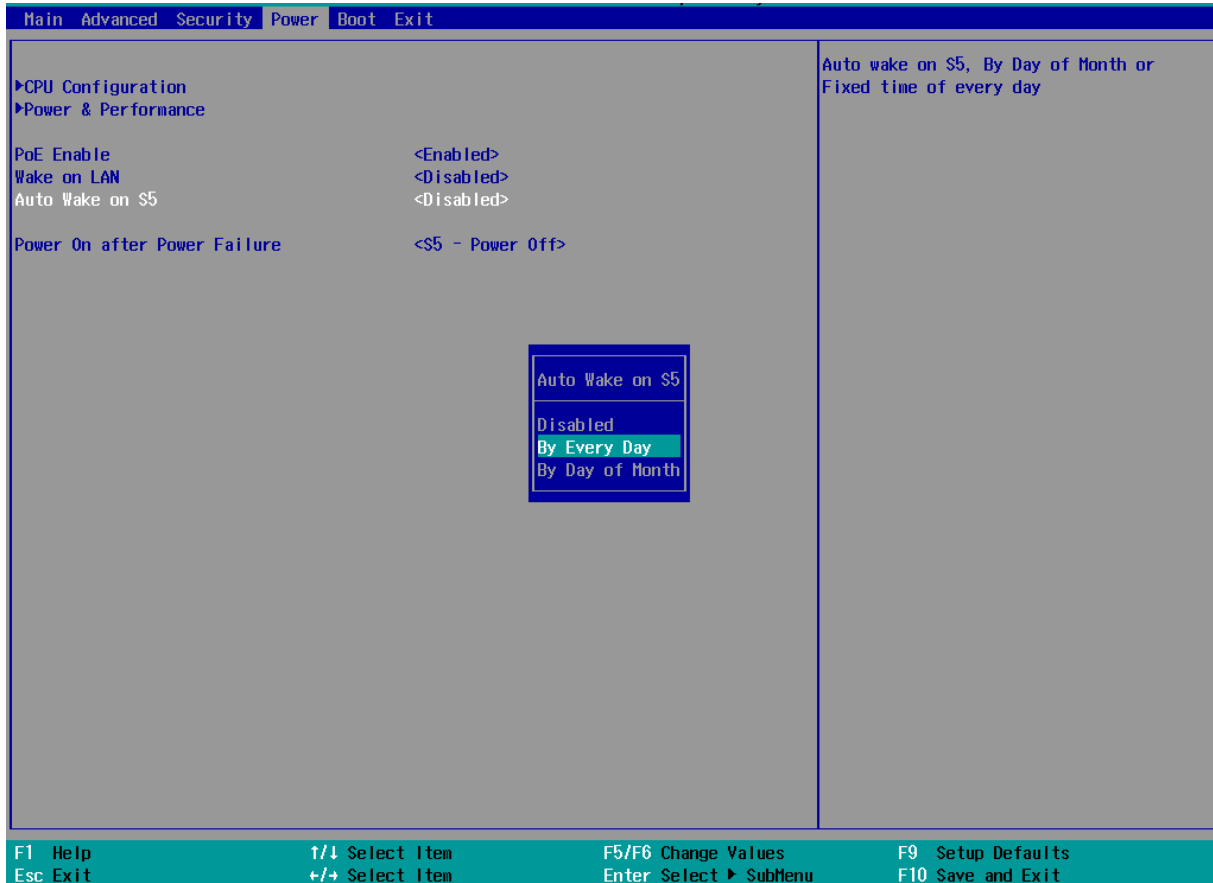 Main Advanced Security Power Boot Exit
▶CPU Configuration
▶Power & Performance
PoE Enable <Enabled>
Wake on LAN <Disabled>
Auto Wake on S5 <Disabled>
Power On after Power Failure <S5 - Power Off>
Auto wake on S5, By Day of Month or
Fixed time of every day
Auto Wake on S5
Disabled
By Every Day
By Day of Month
F1 Help ↑/↓ Select Item F5/F6 Change Values F9 Setup Defaults
Esc Exit ←/→ Select Item Enter Select ▶ SubMenu F10 Save and Exit